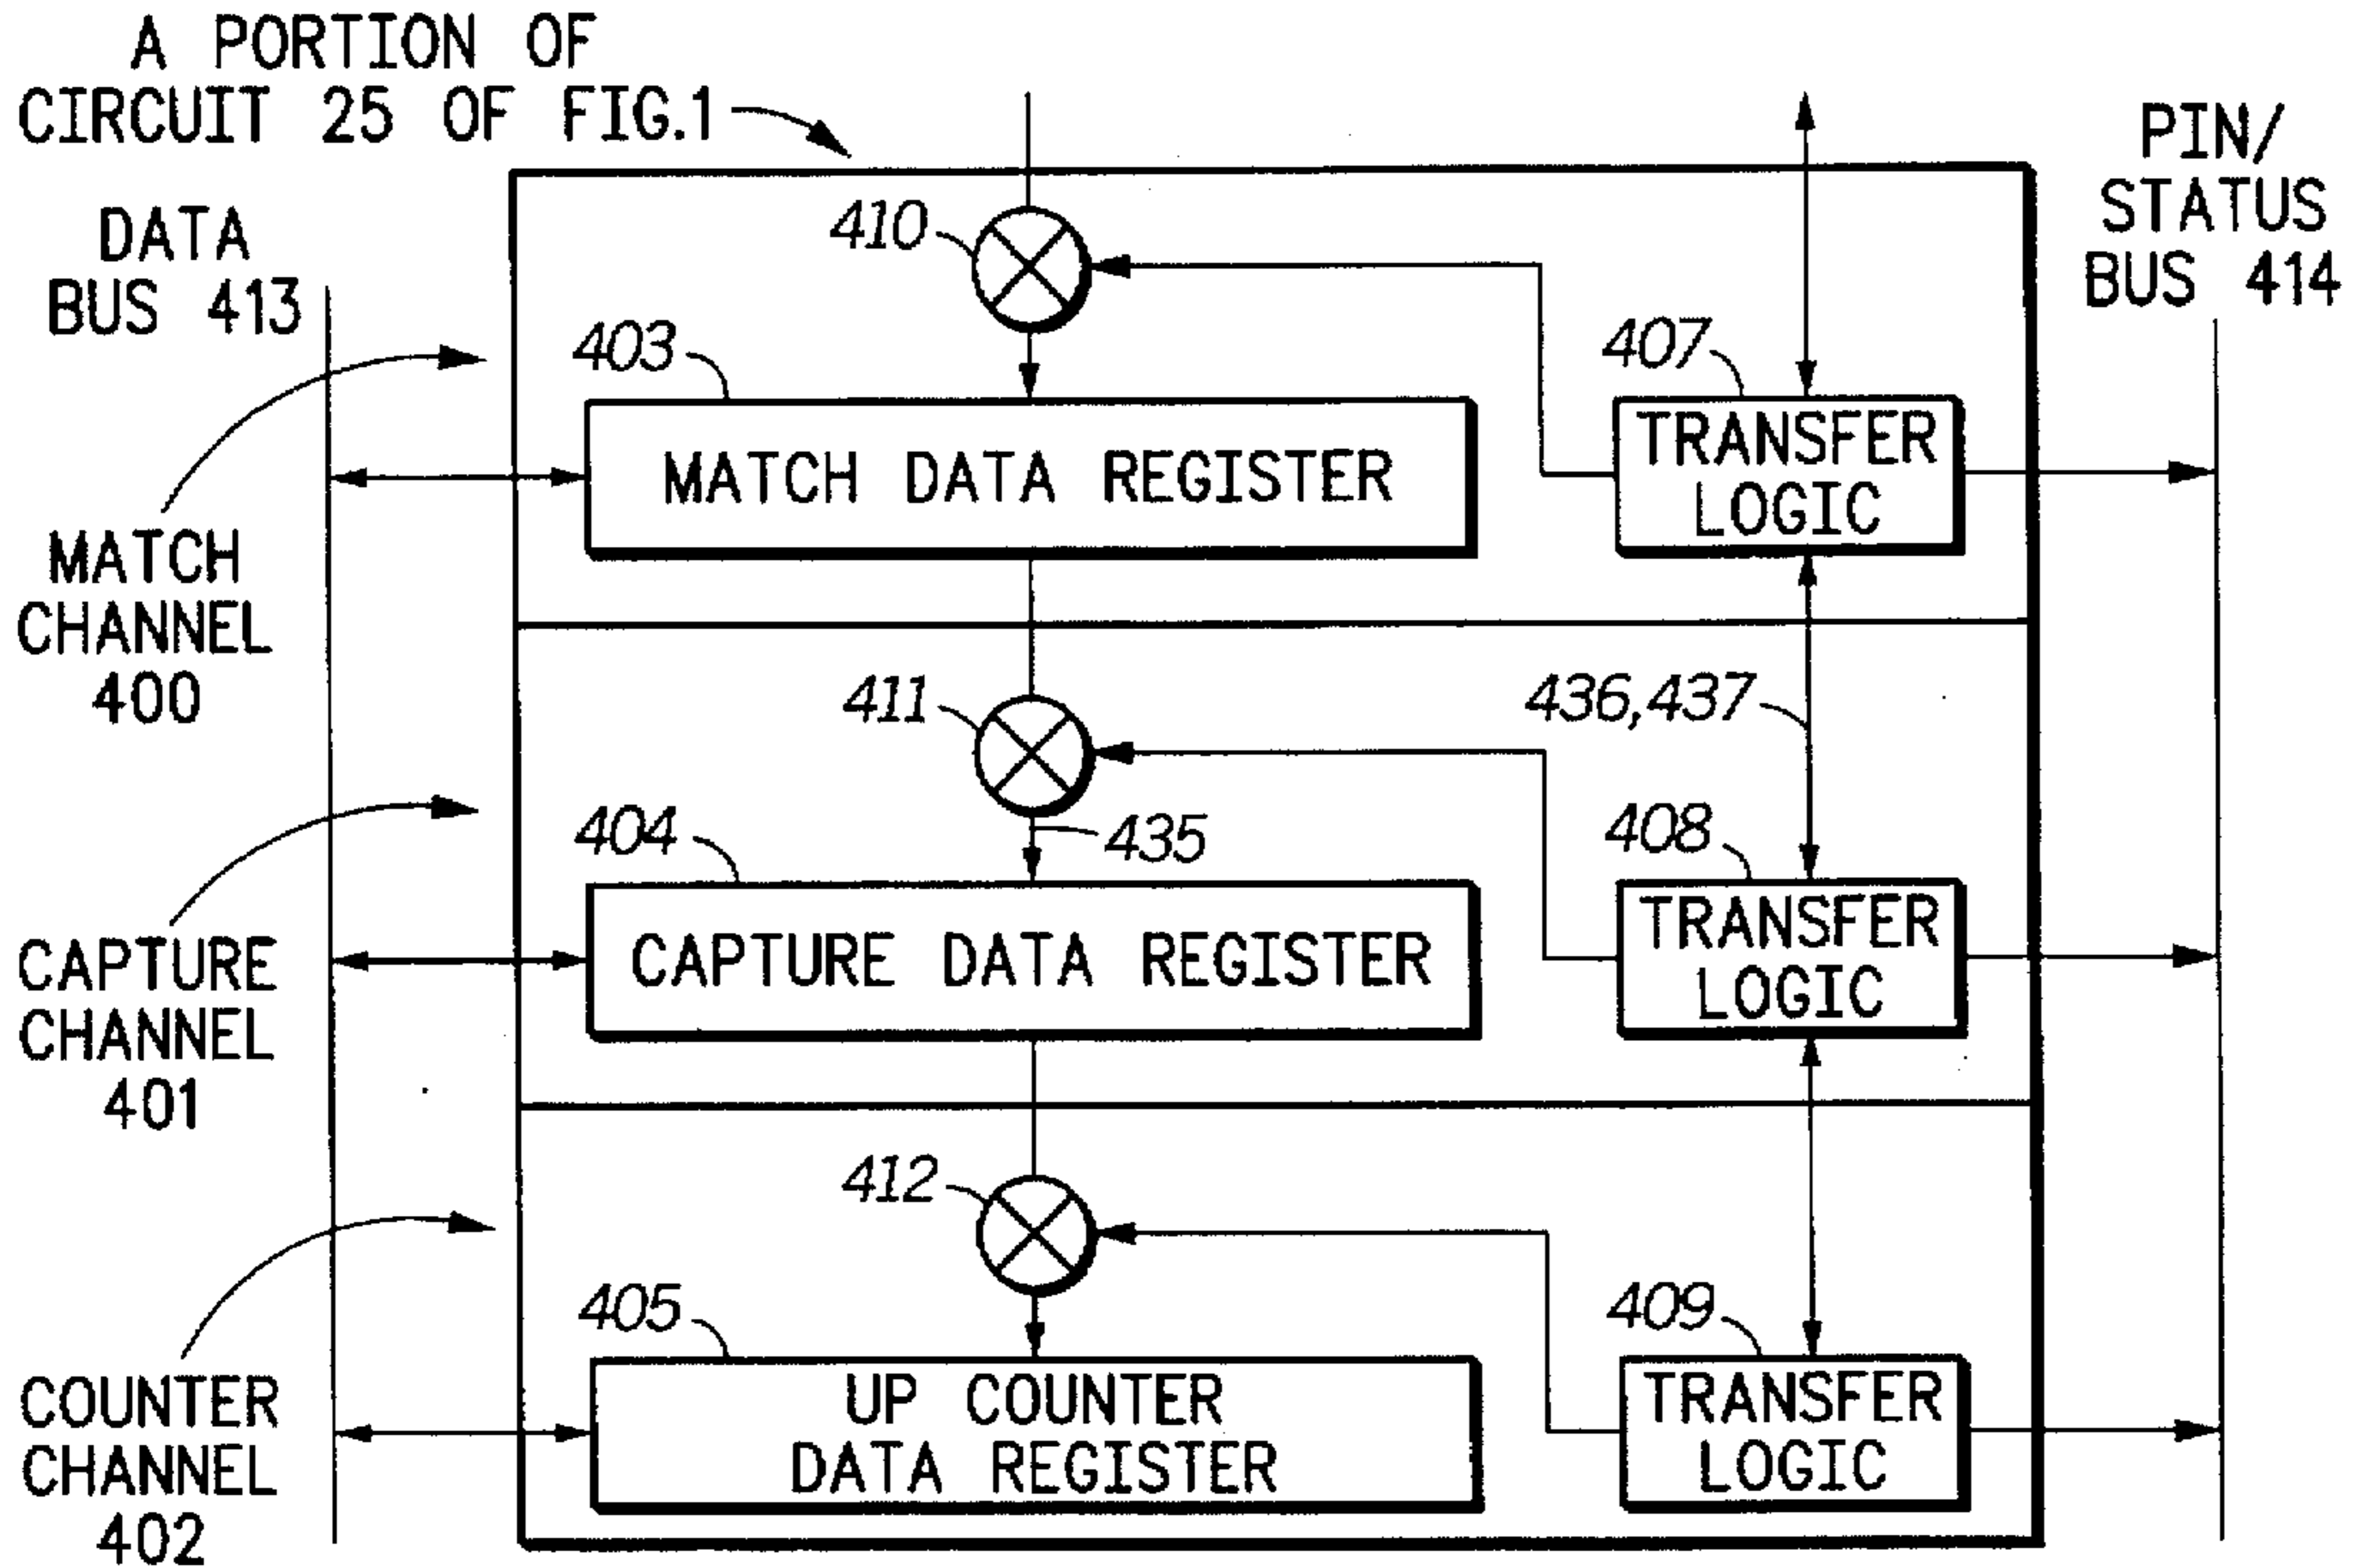 A PORTION OF
CIRCUIT 25 OF FIG.1
DATA
BUS 413
PIN/
STATUS
BUS 414
410
403
407
MATCH DATA REGISTER
TRANSFER
LOGIC
MATCH
CHANNEL
400
411
436,437
435
404
408
CAPTURE DATA REGISTER
TRANSFER
LOGIC
CAPTURE
CHANNEL
401
412
405
409
UP COUNTER
DATA REGISTER
TRANSFER
LOGIC
COUNTER
CHANNEL
402